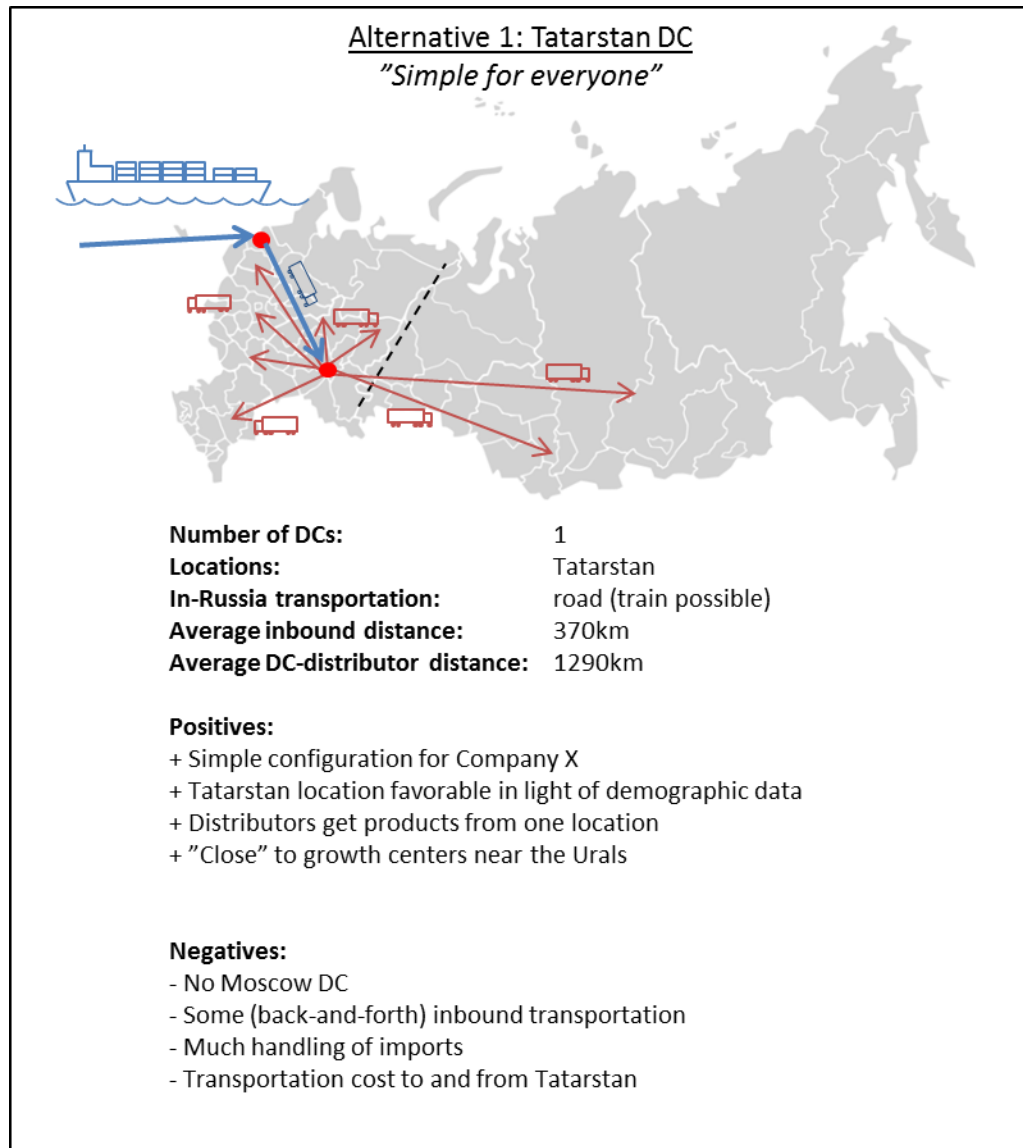 Alternative 1: Tatarstan DC
”Simple for everyone”
Number of DCs: 1
Locations: Tatarstan
In-Russia transportation: road (train possible)
Average inbound distance: 370km
Average DC-distributor distance: 1290km
Positives:
+ Simple configuration for Company X
+ Tatarstan location favorable in light of demographic data
+ Distributors get products from one location
+ ”Close” to growth centers near the Urals
Negatives:
- No Moscow DC
- Some (back-and-forth) inbound transportation
- Much handling of imports
- Transportation cost to and from Tatarstan